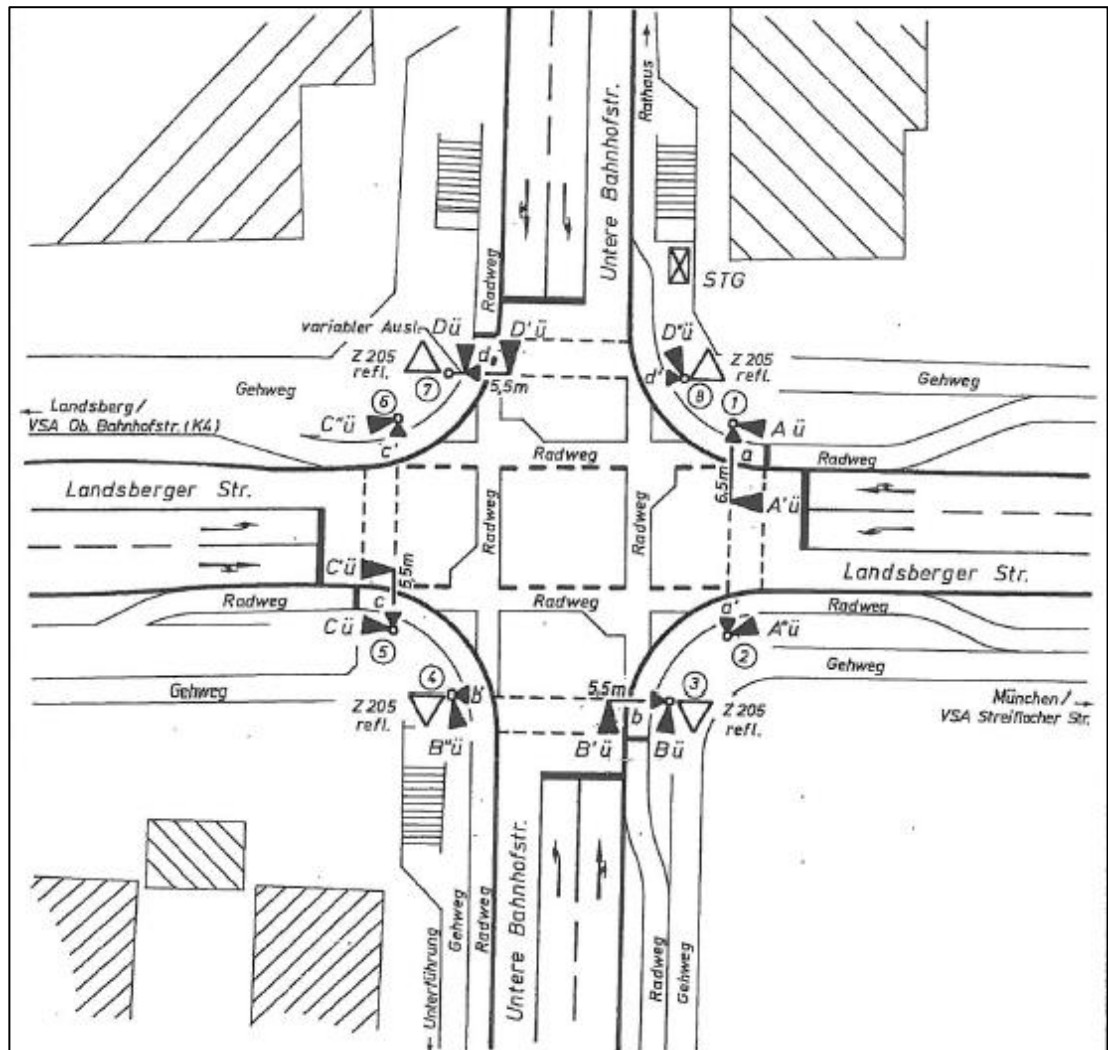 Rathaus
Untere Bahnhofstr.
STG
Radweg
variabler Ausl.
Dü
D'ü
D"ü
Z 205
refl.
d
5,5m
d'
Z 205
refl.
7
8
Gehweg
Gehweg
6
1
Landsberg/
VSA Ob. Bahnhofstr. (K4)
C"ü
c'
a
Aü
Radweg
Radweg
6,5m
A'ü
Landsberger Str.
Radweg
Radweg
C'ü
5,5m
Landsberger Str.
Radweg
c
Radweg
a'
Radweg
Cü
5
A"ü
2
Gehweg
Gehweg
4
b'
5,5m
3
Z 205
refl.
B"ü
B'ü
b
Bü
Z 205
refl.
München/
VSA Streiflacher Str.
Unterführung
Gehweg
Radweg
Untere Bahnhofstr.
Radweg
Gehweg